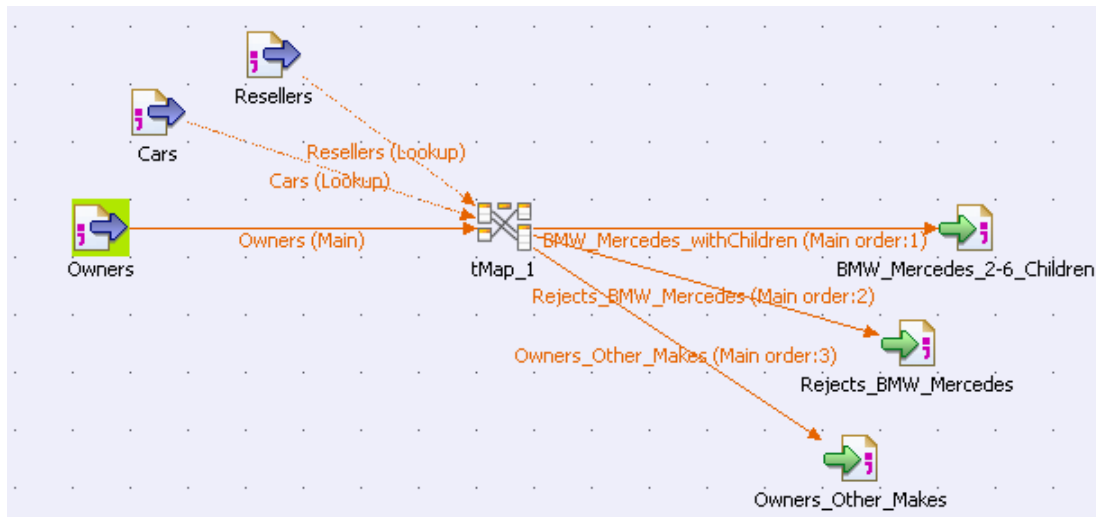 Resellers
Cars
Resellers (Lookup)
Cars (Lookup)
Owners (Main)
BMW_Mercedes_withChildren (Main order:1)
Owners
tMap_1
BMW_Mercedes_2-6_Children
Rejects_BMW_Mercedes (Main order:2)
Owners_Other_Makes (Main order:3)
Rejects_BMW_Mercedes
Owners_Other_Makes